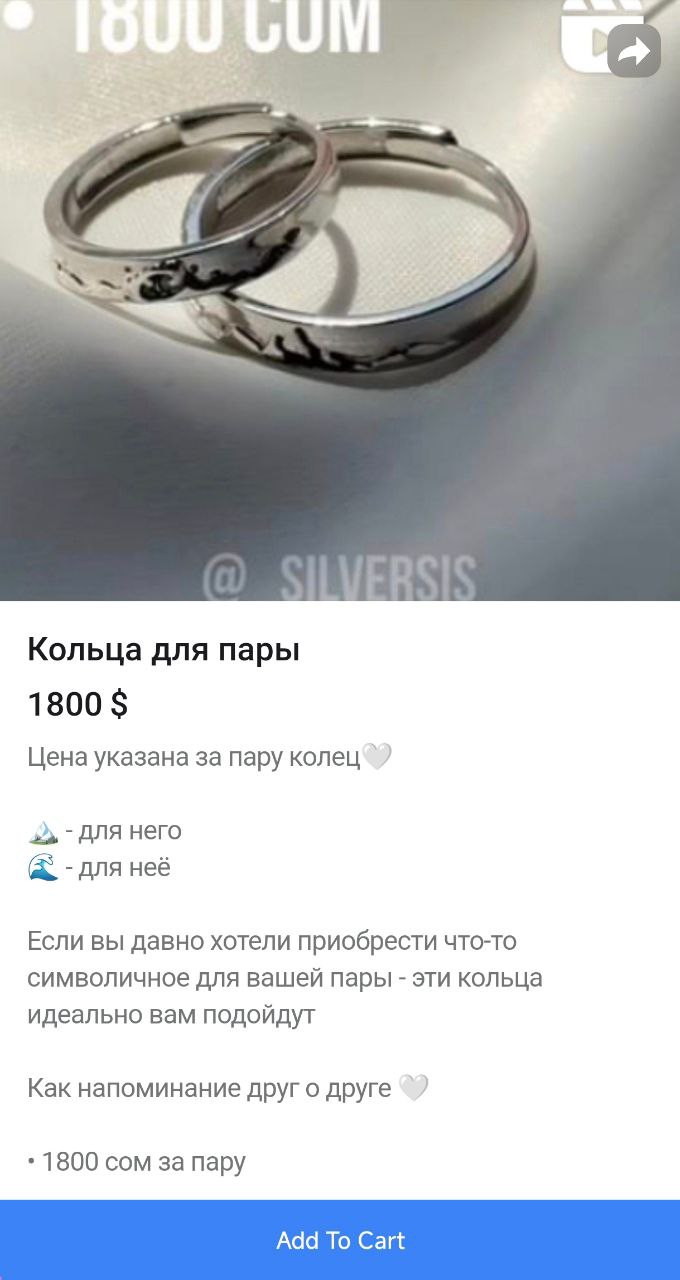 • 1800 СОМ
@ SILVERSIS
Кольца для пары
1800 $
Цена указана за пару колец🤍
🏔️ - для него
🌊 - для неё
Если вы давно хотели приобрести что-то
символичное для вашей пары - эти кольца
идеально вам подойдут
Как напоминание друг о друге 🤍
• 1800 сом за пару
Add To Cart